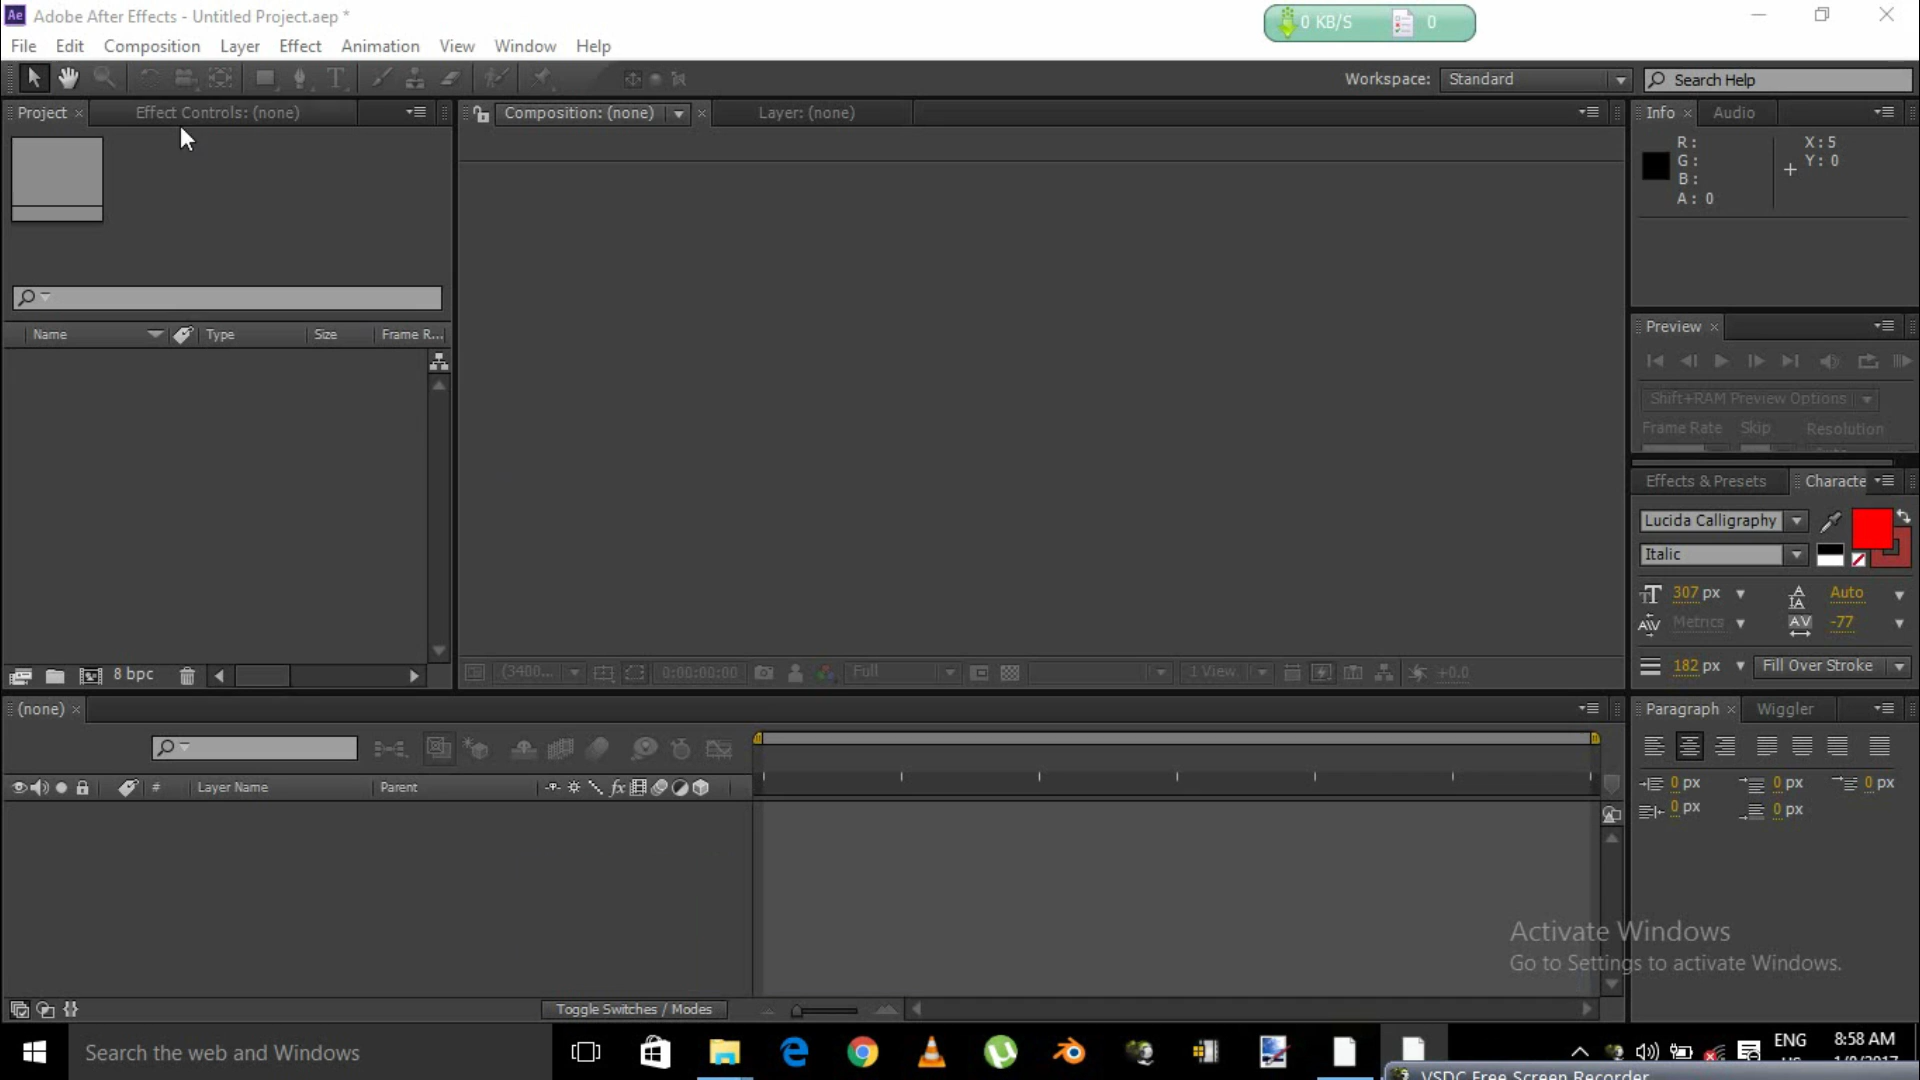 Ae Adobe After Effects - Untitled Project.aep *
0 KB/S 0
File Edit Composition Layer Effect Animation View Window Help
Workspace: Standard Search Help
Project Effect Controls: (none)
Composition: (none) Layer: (none)
Info Audio
R:
G:
B:
A: 0
X: 5
Y: 0
Name Type Size Frame R...
Preview
Shift+RAM Preview Options
Frame Rate Skip Resolution
Effects & Presets Characte
Lucida Calligraphy
Italic
307 px Auto
Metrics -77
182 px Fill Over Stroke
8 bpc
(3400... 0:00:00:00 Full 1 View +0.0
(none)
Paragraph Wiggler
# Layer Name Parent fx
0 px 0 px 0 px
0 px 0 px
Activate Windows
Go to Settings to activate Windows.
Toggle Switches / Modes
Search the web and Windows
ENG 8:58 AM
VSDC Free Screen Recorder